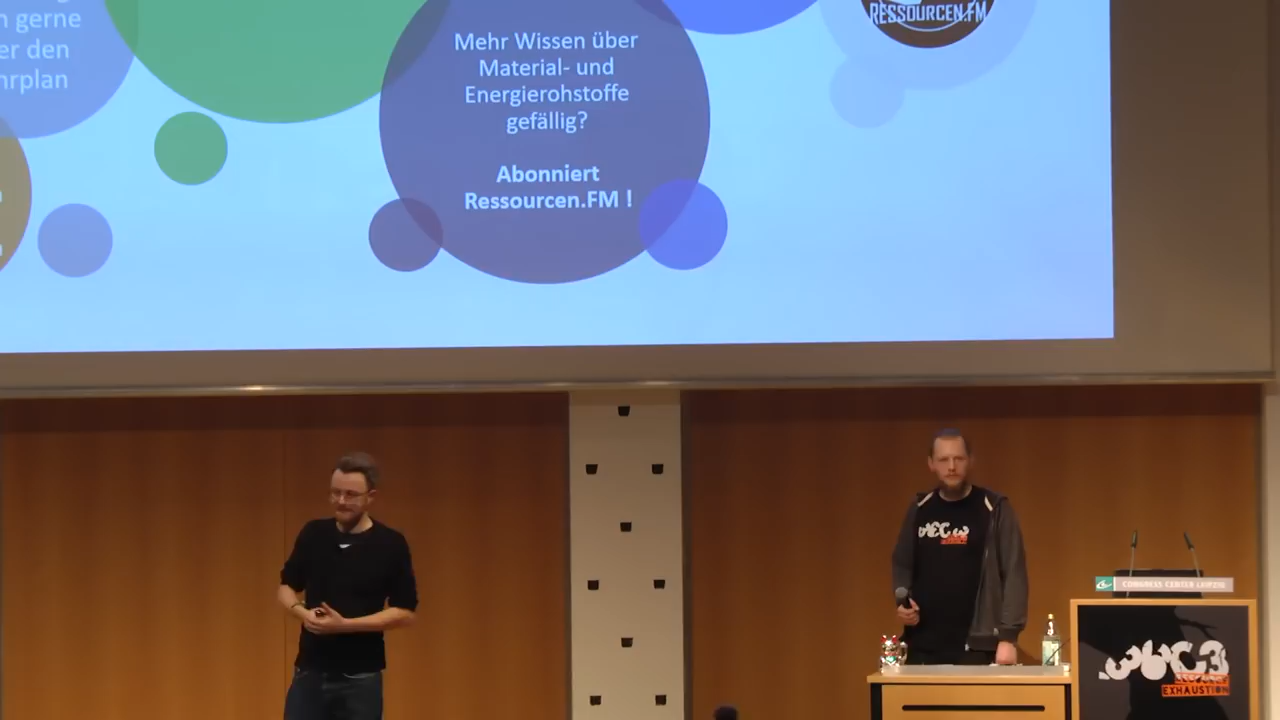 n gerne
er den
hrplan
Mehr Wissen über
Material- und
Energierohstoffe
gefällig?
Abonniert
Ressourcen.FM !
RESSOURCEN.FM
CONGRESS CENTER LEIPZIG
36C3
EXHAUSTION